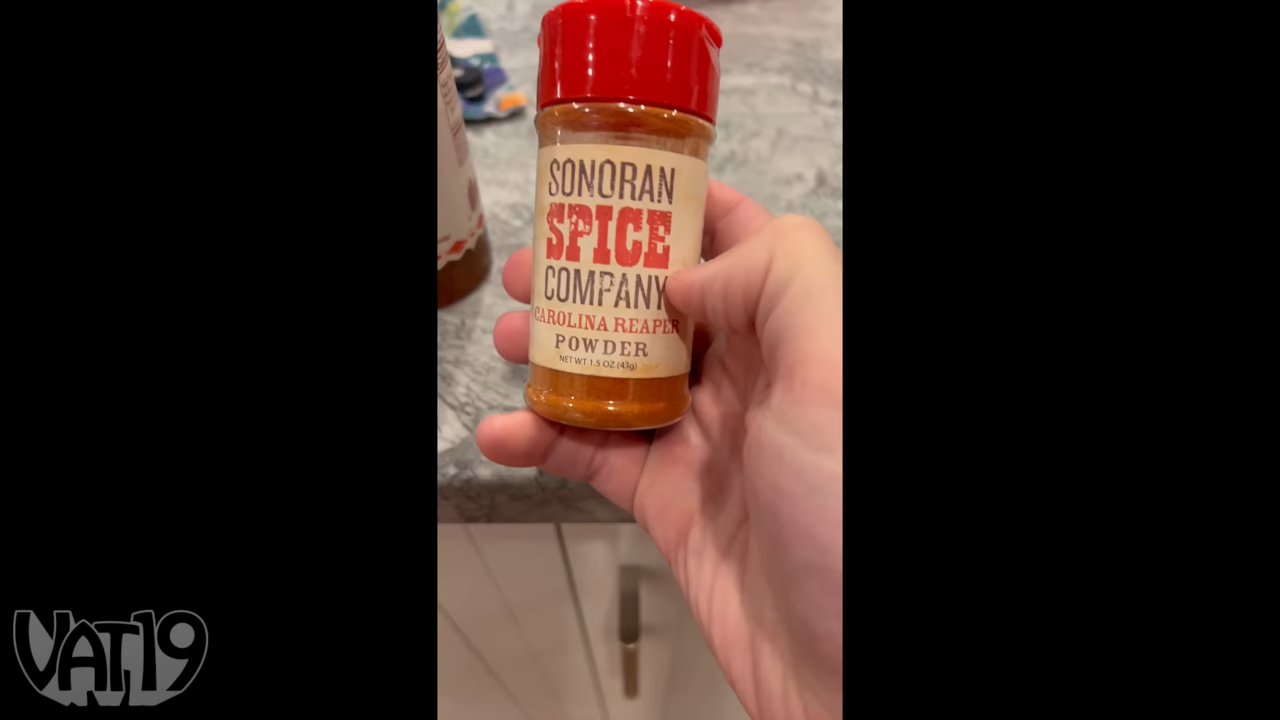 SONORAN
SPICE
COMPANY
CAROLINA REAPER
POWDER
NET WT 1.5 OZ (43g)
VAT19